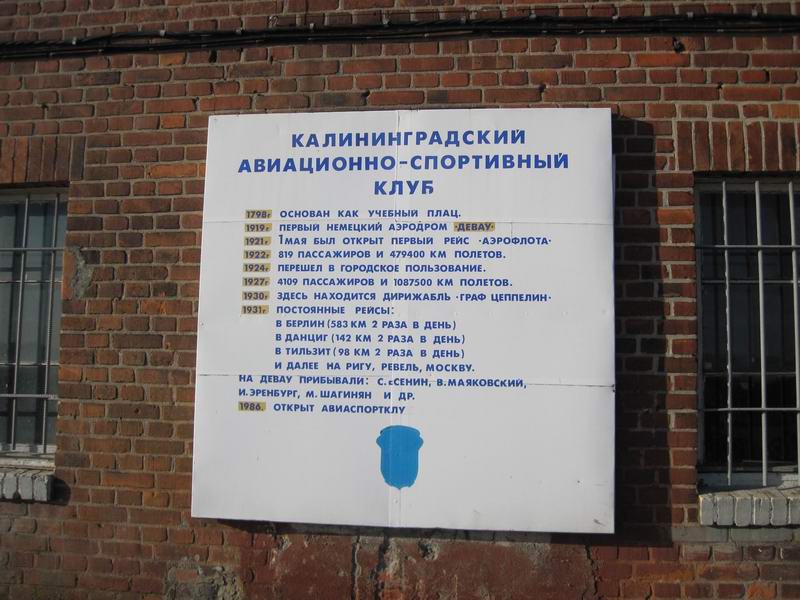 КАЛИНИНГРАДСКИЙ
АВИАЦИОННО-СПОРТИВНЫЙ
КЛУБ
1798г ОСНОВАН КАК УЧЕБНЫЙ ПЛАЦ.
1919г ПЕРВЫЙ НЕМЕЦКИЙ АЭРОДРОМ ·ДЕВАУ·
1921г 1 МАЯ БЫЛ ОТКРЫТ ПЕРВЫЙ РЕЙС ·АЭРОФЛОТА·
1922г 819 ПАССАЖИРОВ И 479400 КМ ПОЛЕТОВ.
1924г ПЕРЕШЕЛ В ГОРОДСКОЕ ПОЛЬЗОВАНИЕ.
1927г 4109 ПАССАЖИРОВ И 1087500 КМ ПОЛЕТОВ.
1930г ЗДЕСЬ НАХОДИТСЯ ДИРИЖАБЛЬ ·ГРАФ ЦЕППЕЛИН·
1931г ПОСТОЯННЫЕ РЕЙСЫ:
В БЕРЛИН (583 КМ 2 РАЗА В ДЕНЬ)
В ДАНЦИГ (142 КМ 2 РАЗА В ДЕНЬ)
В ТИЛЬЗИТ (98 КМ 2 РАЗА В ДЕНЬ)
И ДАЛЕЕ НА РИГУ, РЕВЕЛЬ, МОСКВУ.
НА ДЕВАУ ПРИБЫВАЛИ: С.ЕСЕНИН, В.МАЯКОВСКИЙ,
И.ЭРЕНБУРГ, М.ШАГИНЯН И ДР.
1986. ОТКРЫТ АВИАСПОРТКЛУ